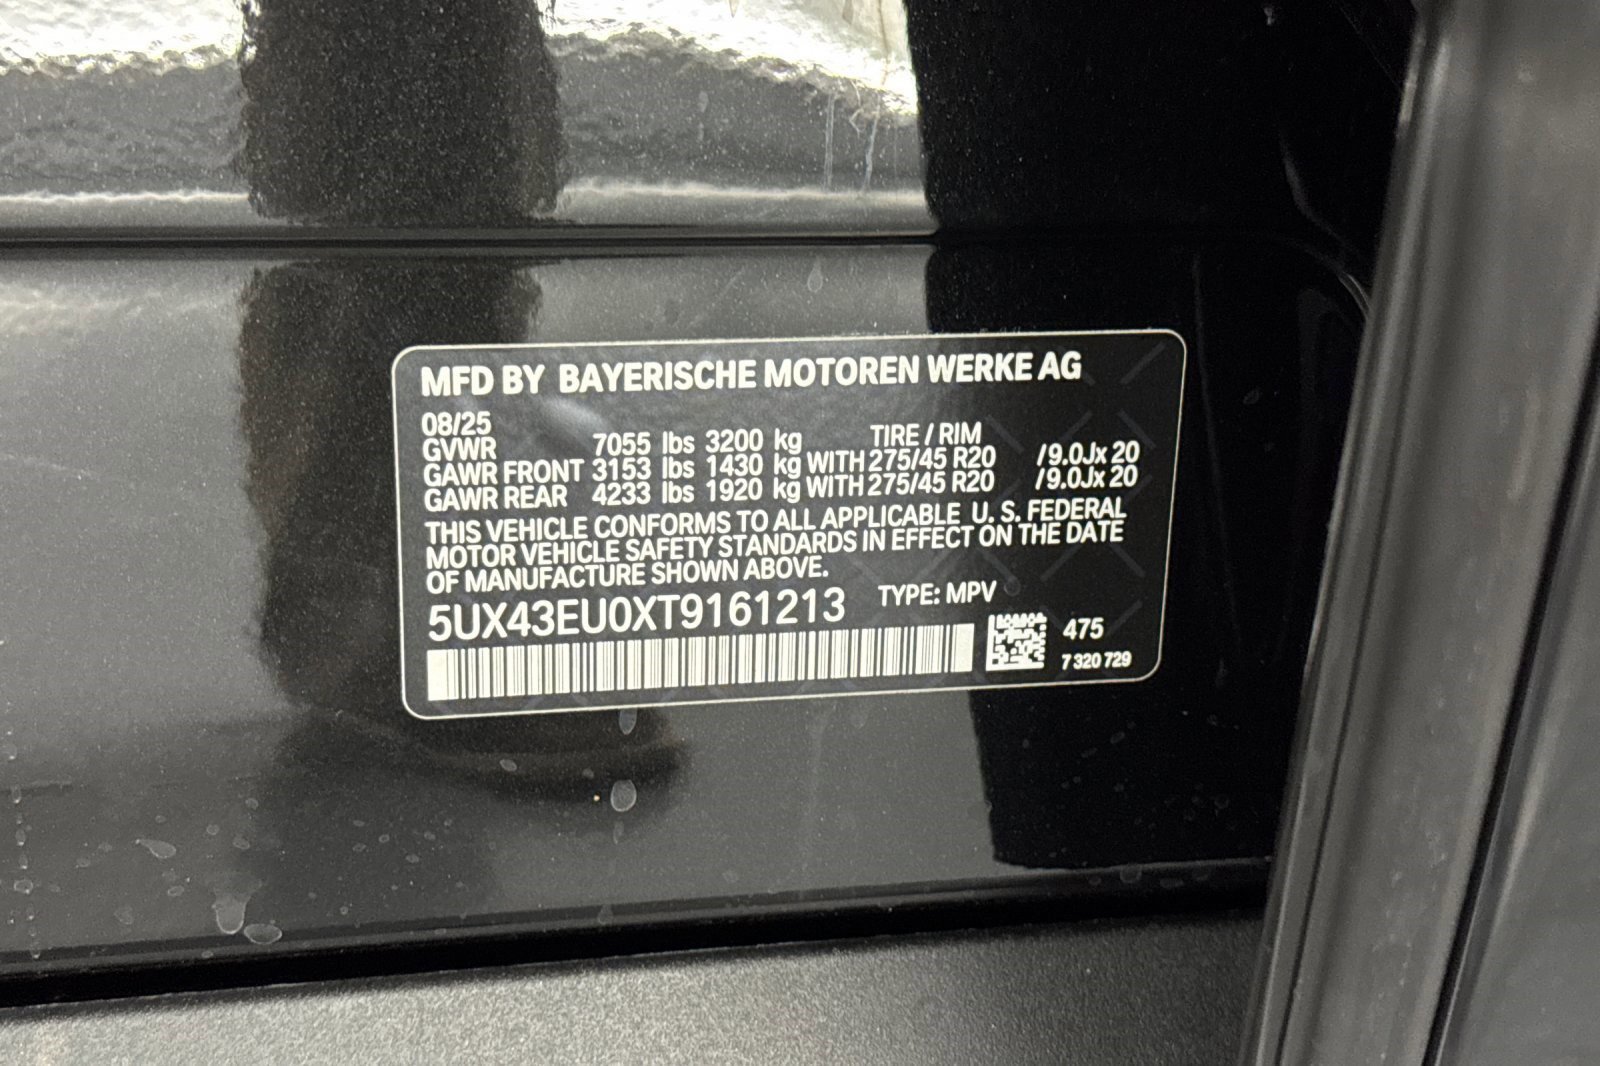 MFD BY BAYERISCHE MOTOREN WERKE AG
08/25
GVWR 7055 lbs 3200 kg TIRE / RIM
GAWR FRONT 3153 lbs 1430 kg WITH 275/45 R20 /9.0Jx 20
GAWR REAR 4233 lbs 1920 kg WITH 275/45 R20 /9.0Jx 20
THIS VEHICLE CONFORMS TO ALL APPLICABLE U. S. FEDERAL
MOTOR VEHICLE SAFETY STANDARDS IN EFFECT ON THE DATE
OF MANUFACTURE SHOWN ABOVE.
5UX43EU0XT9161213 TYPE: MPV
475
7 320 729